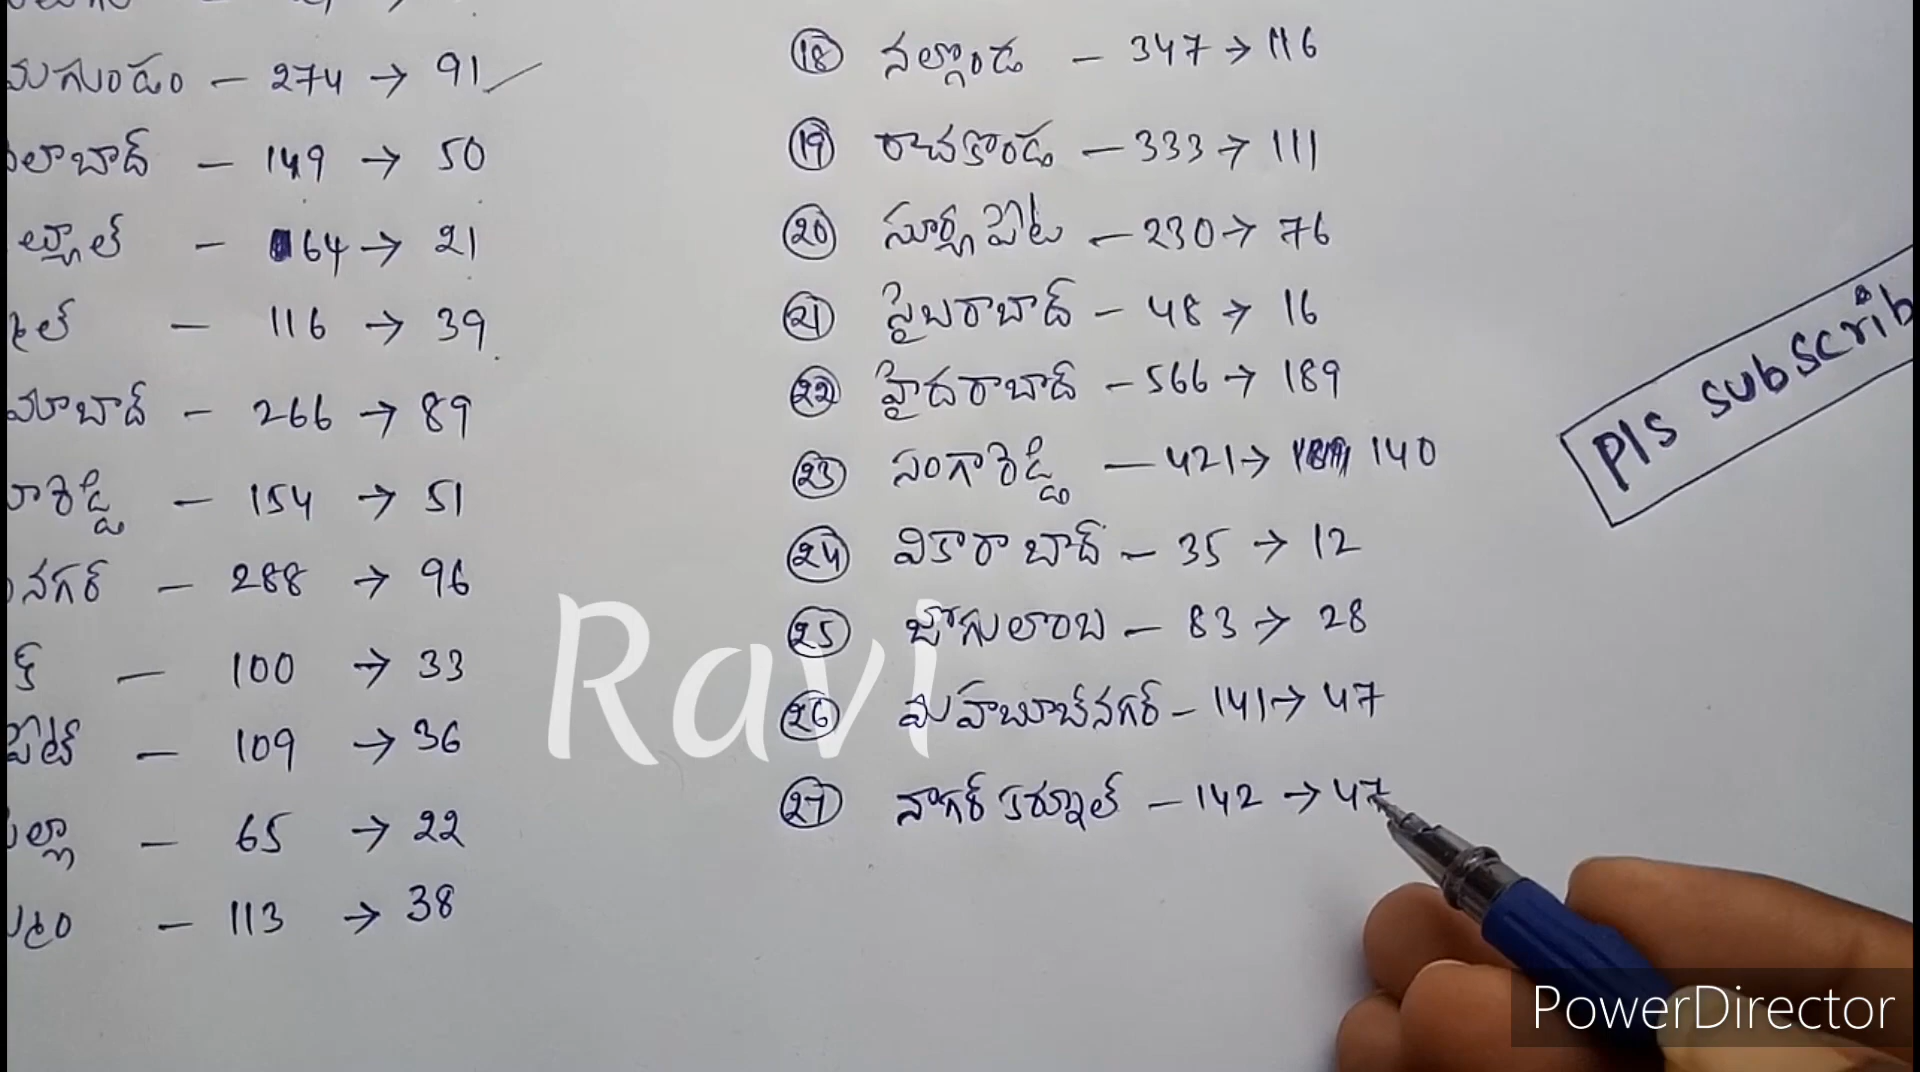 మగుండం - 274 → 91
లాబాద్ - 149 → 50
- 64 → 21
ల్ - 116 → 39
మాబాద్ - 266 → 89
రెడ్డి - 154 → 51
నగర్ - 288 → 96
క్ - 100 → 33
పేట్ - 109 → 36
ల్లా - 65 → 22
- 113 → 38
18 నల్గొండ - 347 → 116
19 రాచకొండ - 333 → 111
20 సూర్యపేట - 230 → 76
21 సైబరాబాద్ - 48 → 16
22 హైదరాబాద్ - 566 → 189
23 సంగారెడ్డి - 421 → 140
24 వికారాబాద్ - 35 → 12
25 జోగులాంబ - 83 → 28
26 మహబూబ్‌నగర్ - 141 → 47
27 నాగర్ కర్నూల్ - 142 → 47
Pls subscrib
Ravi
PowerDirector